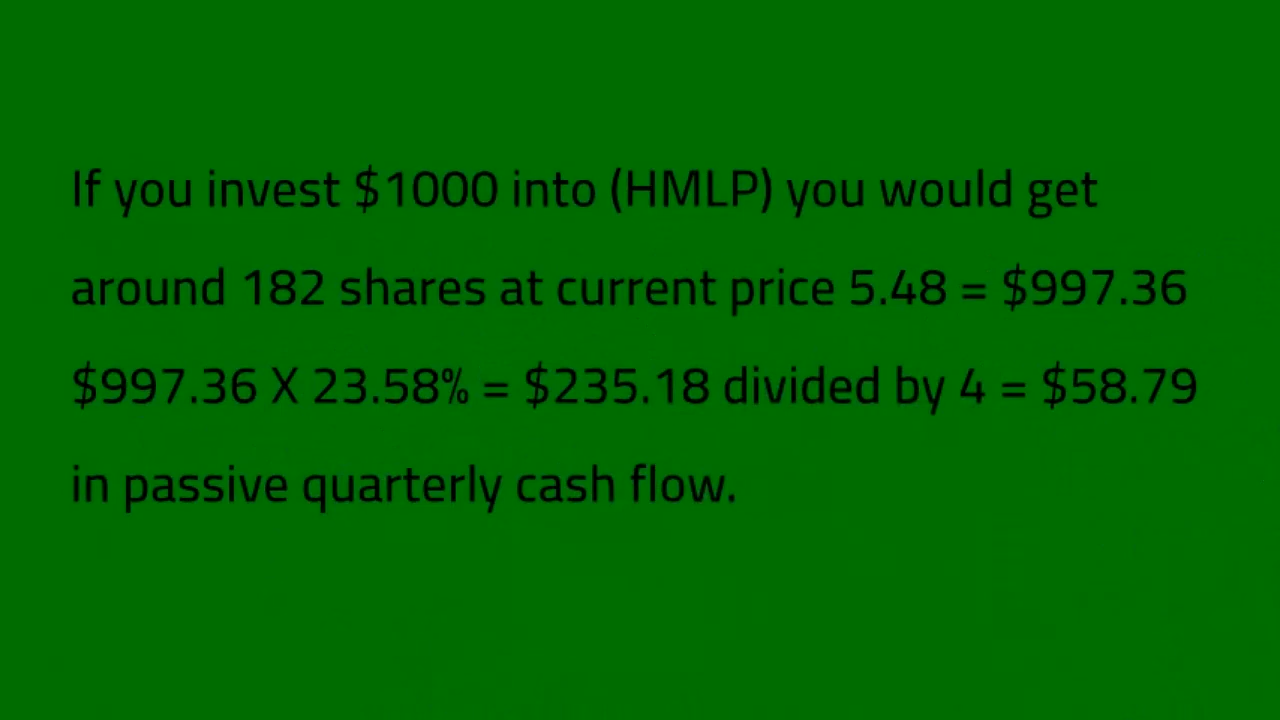 If you invest $1000 into (HMLP) you would get
around 182 shares at current price 5.48 = $997.36
$997.36 X 23.58% = $235.18 divided by 4 = $58.79
in passive quarterly cash flow.